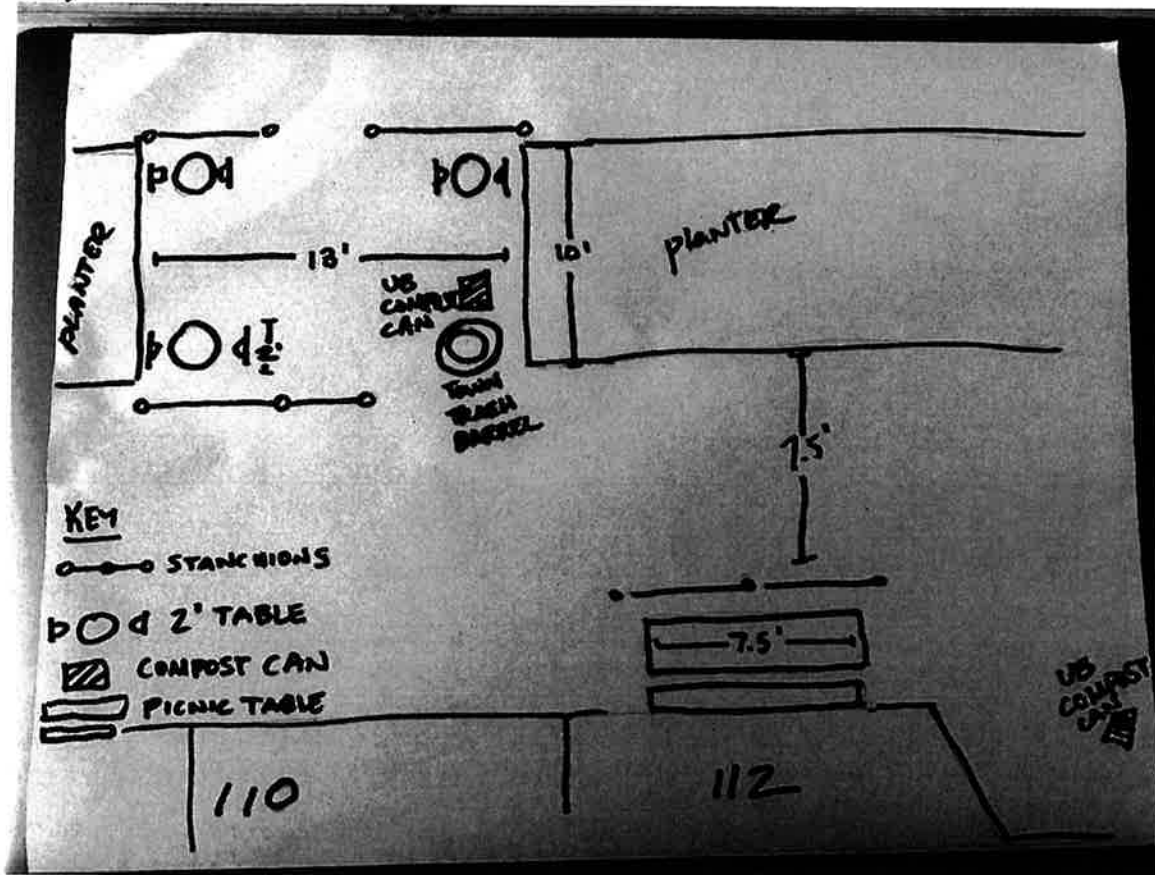 PLANTER
planter
13'
10'
UB
COMPOST
CAN
2'
TOWN
TRASH
BARREL
7.5'
KEY
STANCHIONS
2' TABLE
COMPOST CAN
PICNIC TABLE
7.5'
UB
COMPOST
CAN
110
112